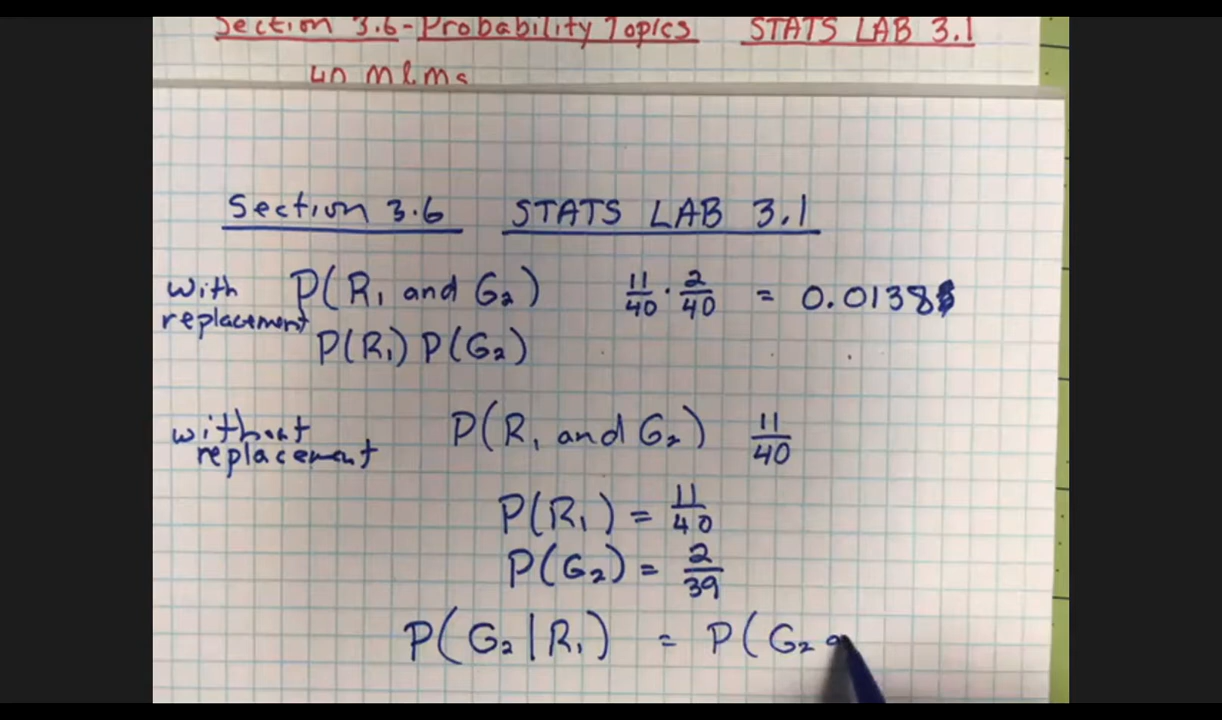 Section 3.6-Probability Topics STATS LAB 3.1
40 M&Ms
Section 3.6 STATS LAB 3.1
with replacement P(R₁ and G₂) 11/40 · 2/40 = 0.0138
P(R₁) P(G₂)
without replacement P(R₁ and G₂) 11/40
P(R₁) = 11/40
P(G₂) = 2/39
P(G₂|R₁) = P(G₂